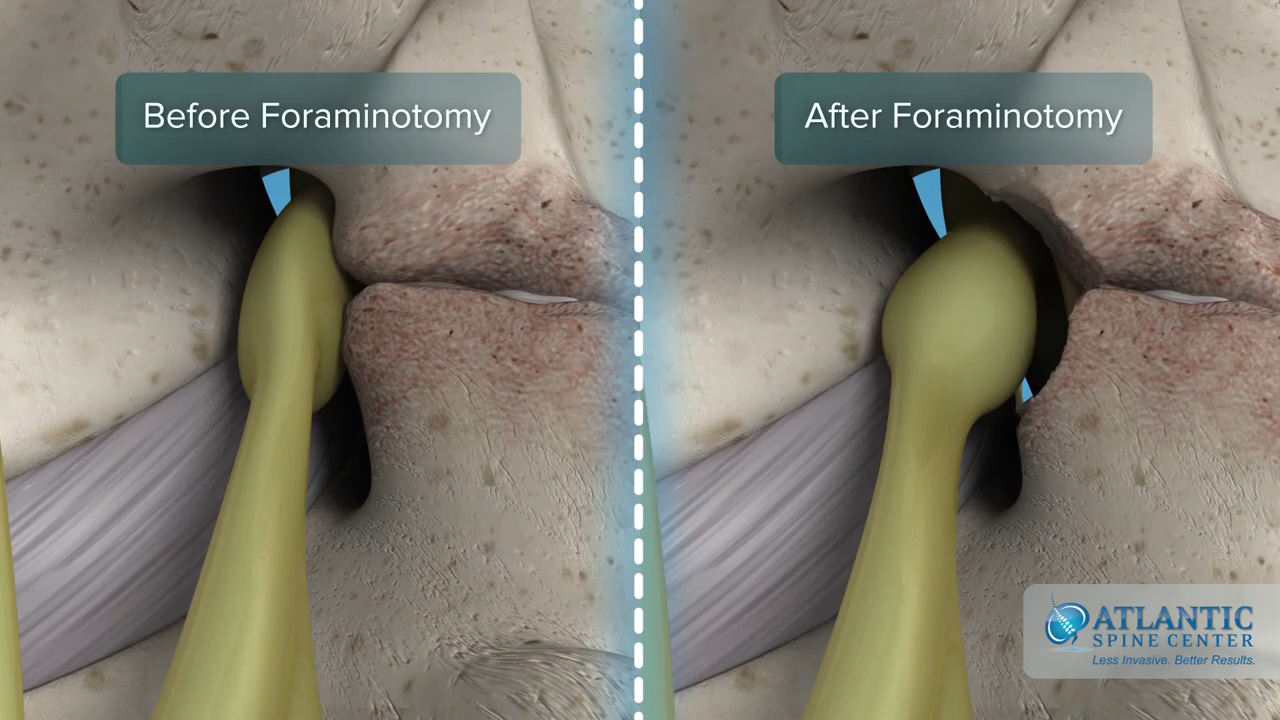 Before Foraminotomy
After Foraminotomy
ATLANTIC
SPINE CENTER
Less Invasive. Better Results.